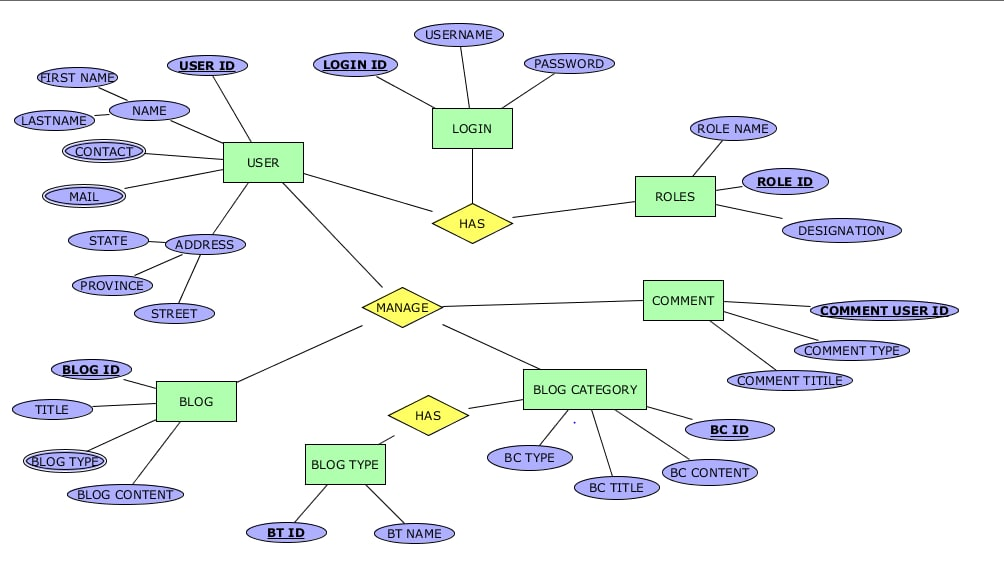 USERNAME
LOGIN ID
PASSWORD
USER ID
FIRST NAME
NAME
LASTNAME
CONTACT
MAIL
USER
LOGIN
ROLE NAME
ROLE ID
ROLES
DESIGNATION
HAS
STATE
ADDRESS
PROVINCE
STREET
MANAGE
COMMENT
COMMENT USER ID
COMMENT TYPE
COMMENT TITILE
BLOG ID
TITLE
BLOG
BLOG TYPE
BLOG CONTENT
HAS
BLOG CATEGORY
BC ID
BC TYPE
BC TITLE
BC CONTENT
BLOG TYPE
BT ID
BT NAME